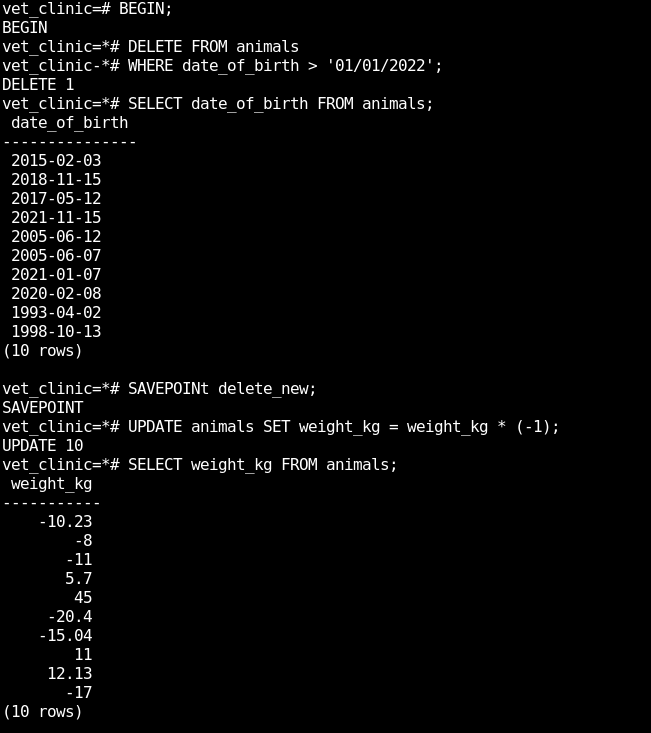 vet_clinic=# BEGIN;
BEGIN
vet_clinic=*# DELETE FROM animals
vet_clinic-*# WHERE date_of_birth > '01/01/2022';
DELETE 1
vet_clinic=*# SELECT date_of_birth FROM animals;
 date_of_birth
---------------
 2015-02-03
 2018-11-15
 2017-05-12
 2021-11-15
 2005-06-12
 2005-06-07
 2021-01-07
 2020-02-08
 1993-04-02
 1998-10-13
(10 rows)

vet_clinic=*# SAVEPOINt delete_new;
SAVEPOINT
vet_clinic=*# UPDATE animals SET weight_kg = weight_kg * (-1);
UPDATE 10
vet_clinic=*# SELECT weight_kg FROM animals;
 weight_kg
-----------
    -10.23
        -8
       -11
       5.7
        45
     -20.4
    -15.04
        11
     12.13
       -17
(10 rows)